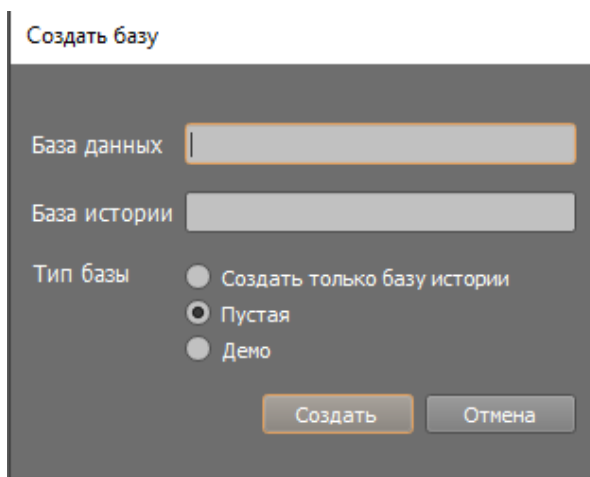 Создать базу
База данных
База истории
Тип базы
Создать только базу истории
Пустая
Демо
Создать
Отмена